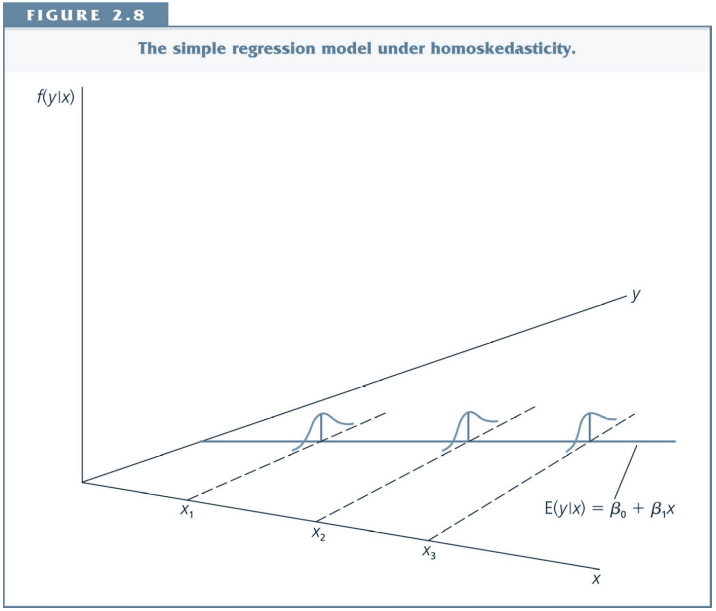 FIGURE 2.8
The simple regression model under homoskedasticity.
f(y|x)
y
x₁
E(y|x) = β₀ + β₁x
x₂
x₃
x